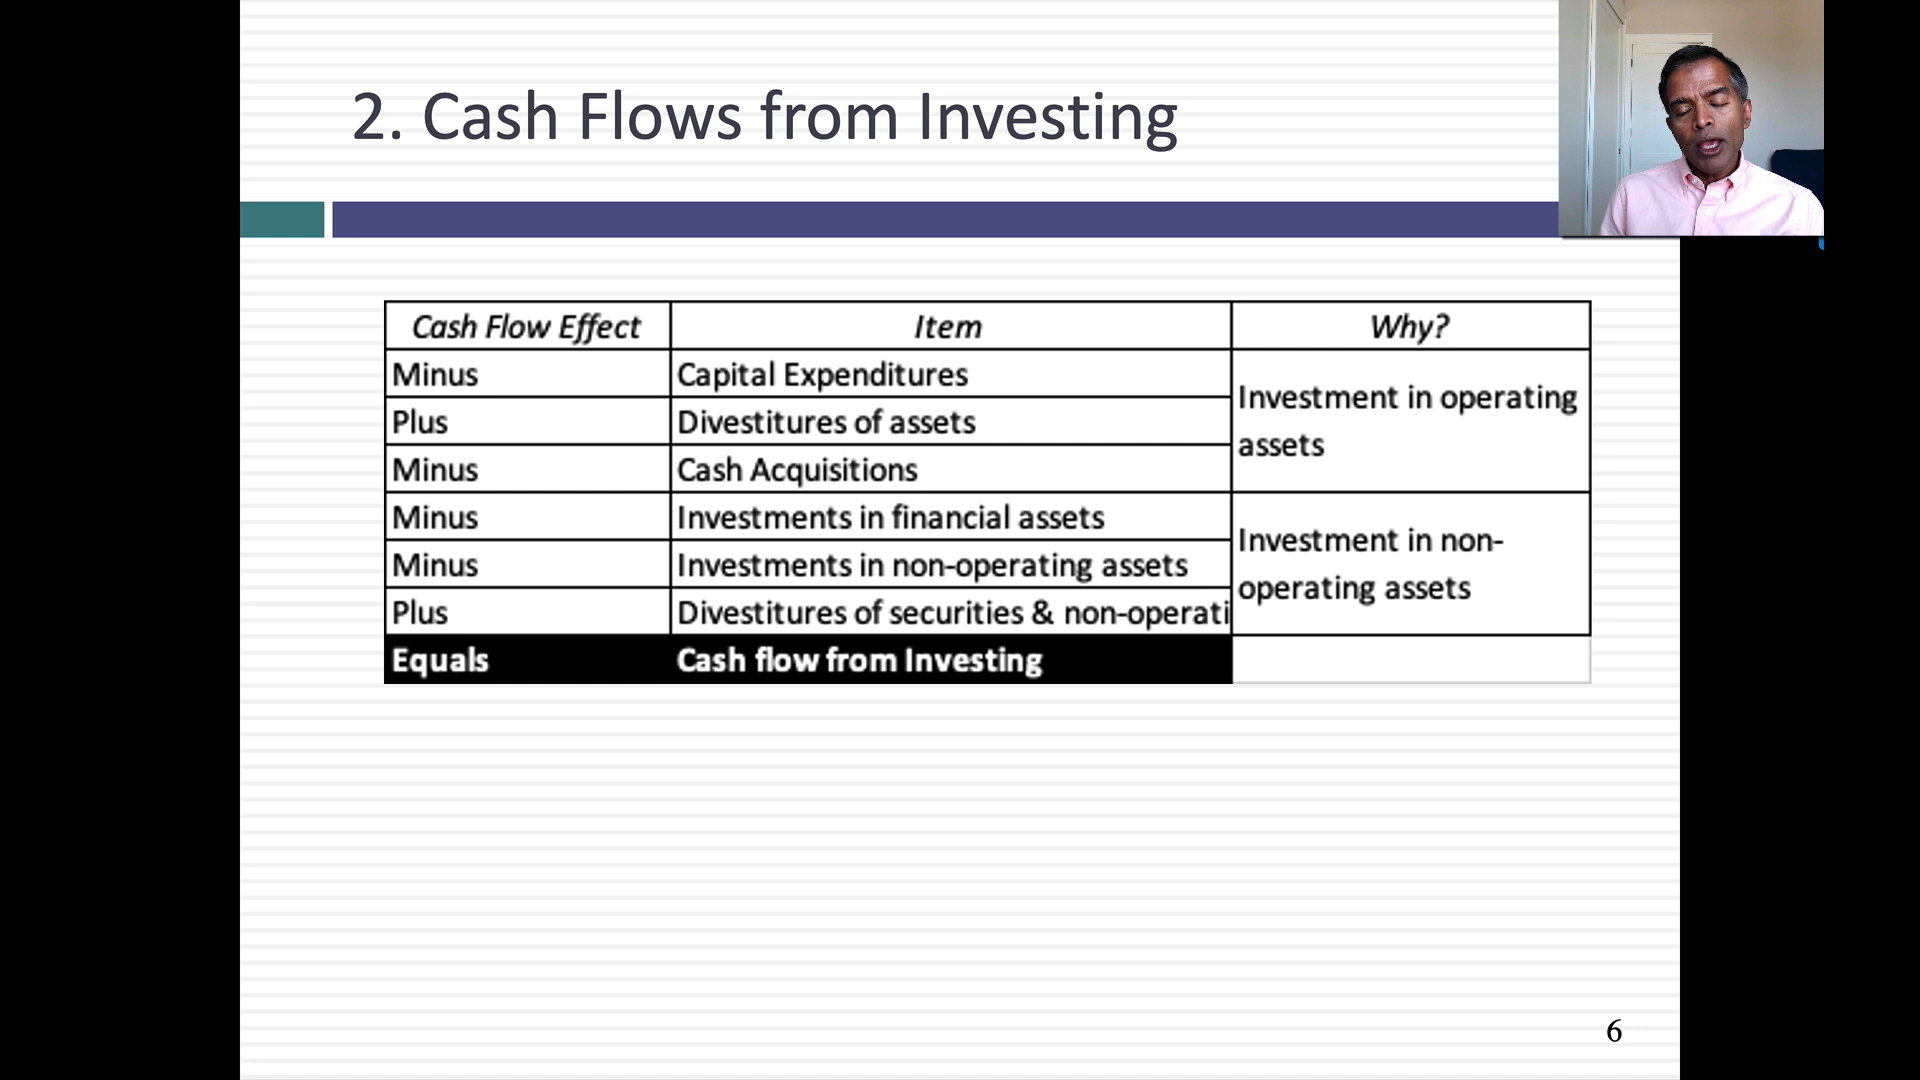 2. Cash Flows from Investing
Cash Flow Effect Item Why?
Minus Capital Expenditures
Investment in operating
Plus Divestitures of assets
assets
Minus Cash Acquisitions
Minus Investments in financial assets
Investment in non-
Minus Investments in non-operating assets
operating assets
Plus Divestitures of securities & non-operati
Equals Cash flow from Investing
6